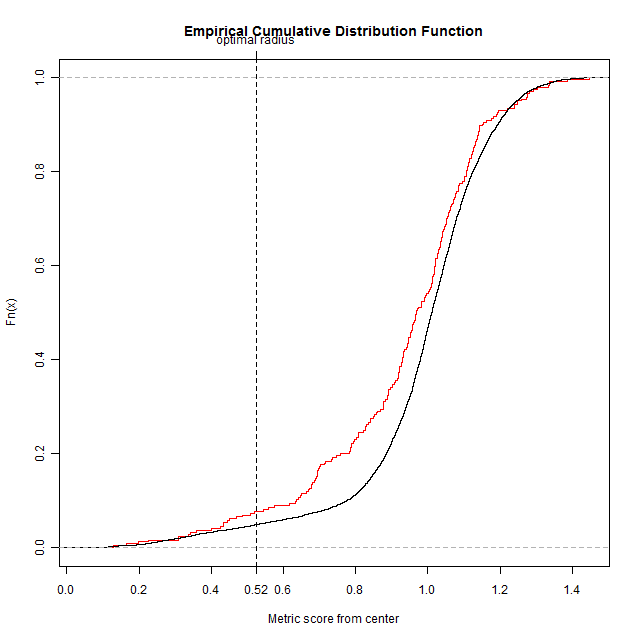 Empirical Cumulative Distribution Function
optimal radius
Fn(x)
1.0
0.8
0.6
0.4
0.2
0.0
0.0 0.2 0.4 0.52 0.6 0.8 1.0 1.2 1.4
Metric score from center